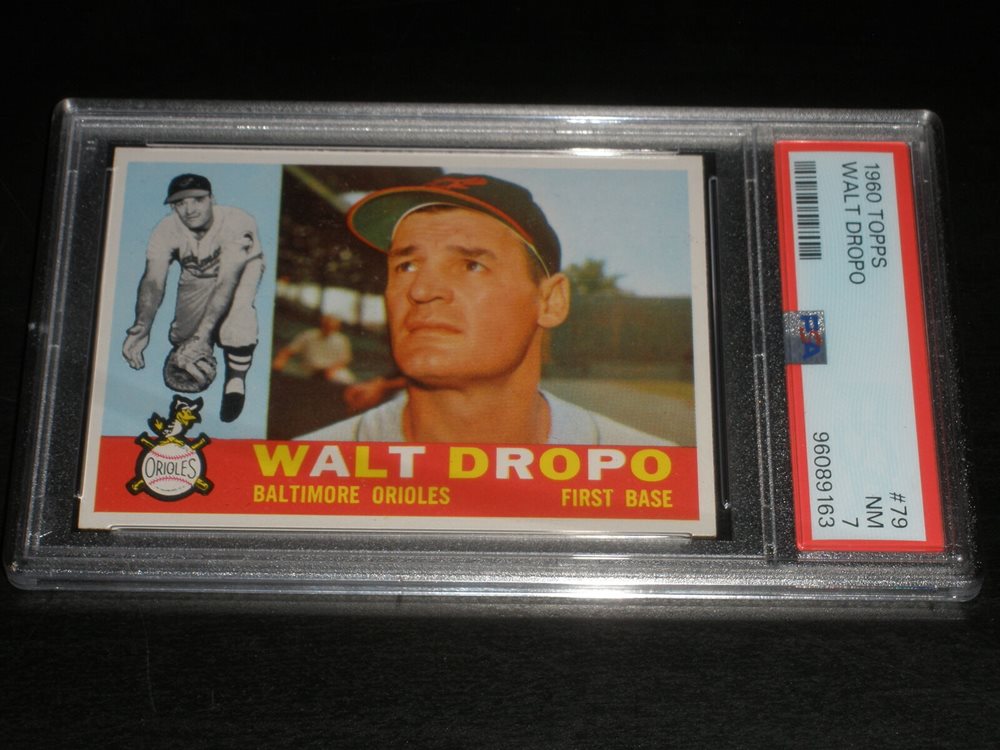 ORIOLES
WALT DROPO
BALTIMORE ORIOLES
FIRST BASE
1960 TOPPS
WALT DROPO
#79
NM
7
PSA
96089163